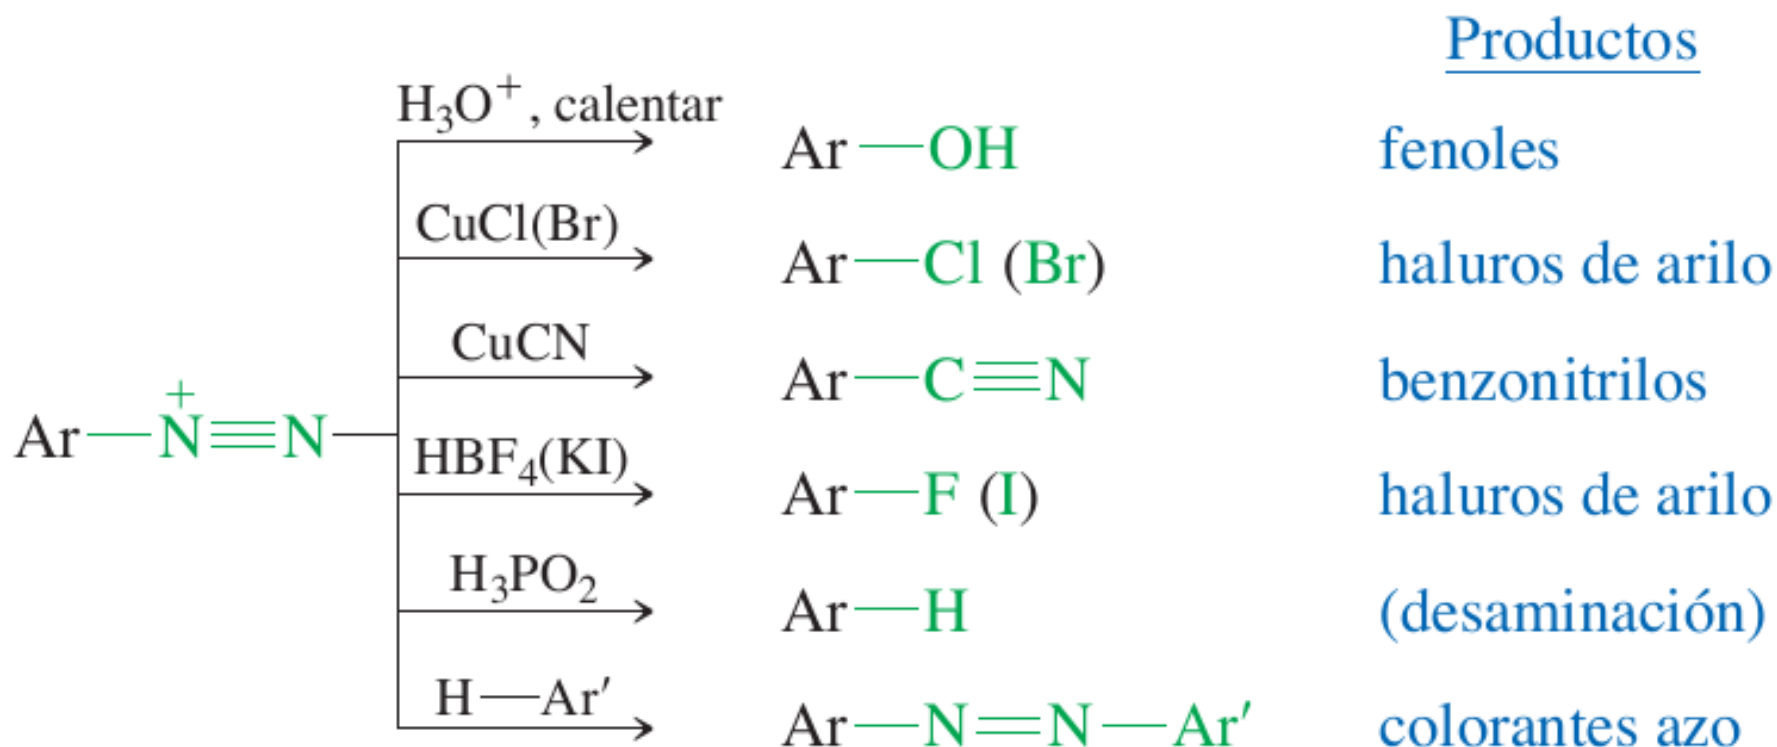 Productos
H₃O⁺, calentar
Ar—OH fenoles
CuCl(Br)
Ar—Cl (Br) haluros de arilo
CuCN
Ar—C≡N benzonitrilos
Ar—N⁺≡N
HBF₄(KI)
Ar—F (I) haluros de arilo
H₃PO₂
Ar—H (desaminación)
H—Ar′
Ar—N=N—Ar′ colorantes azo